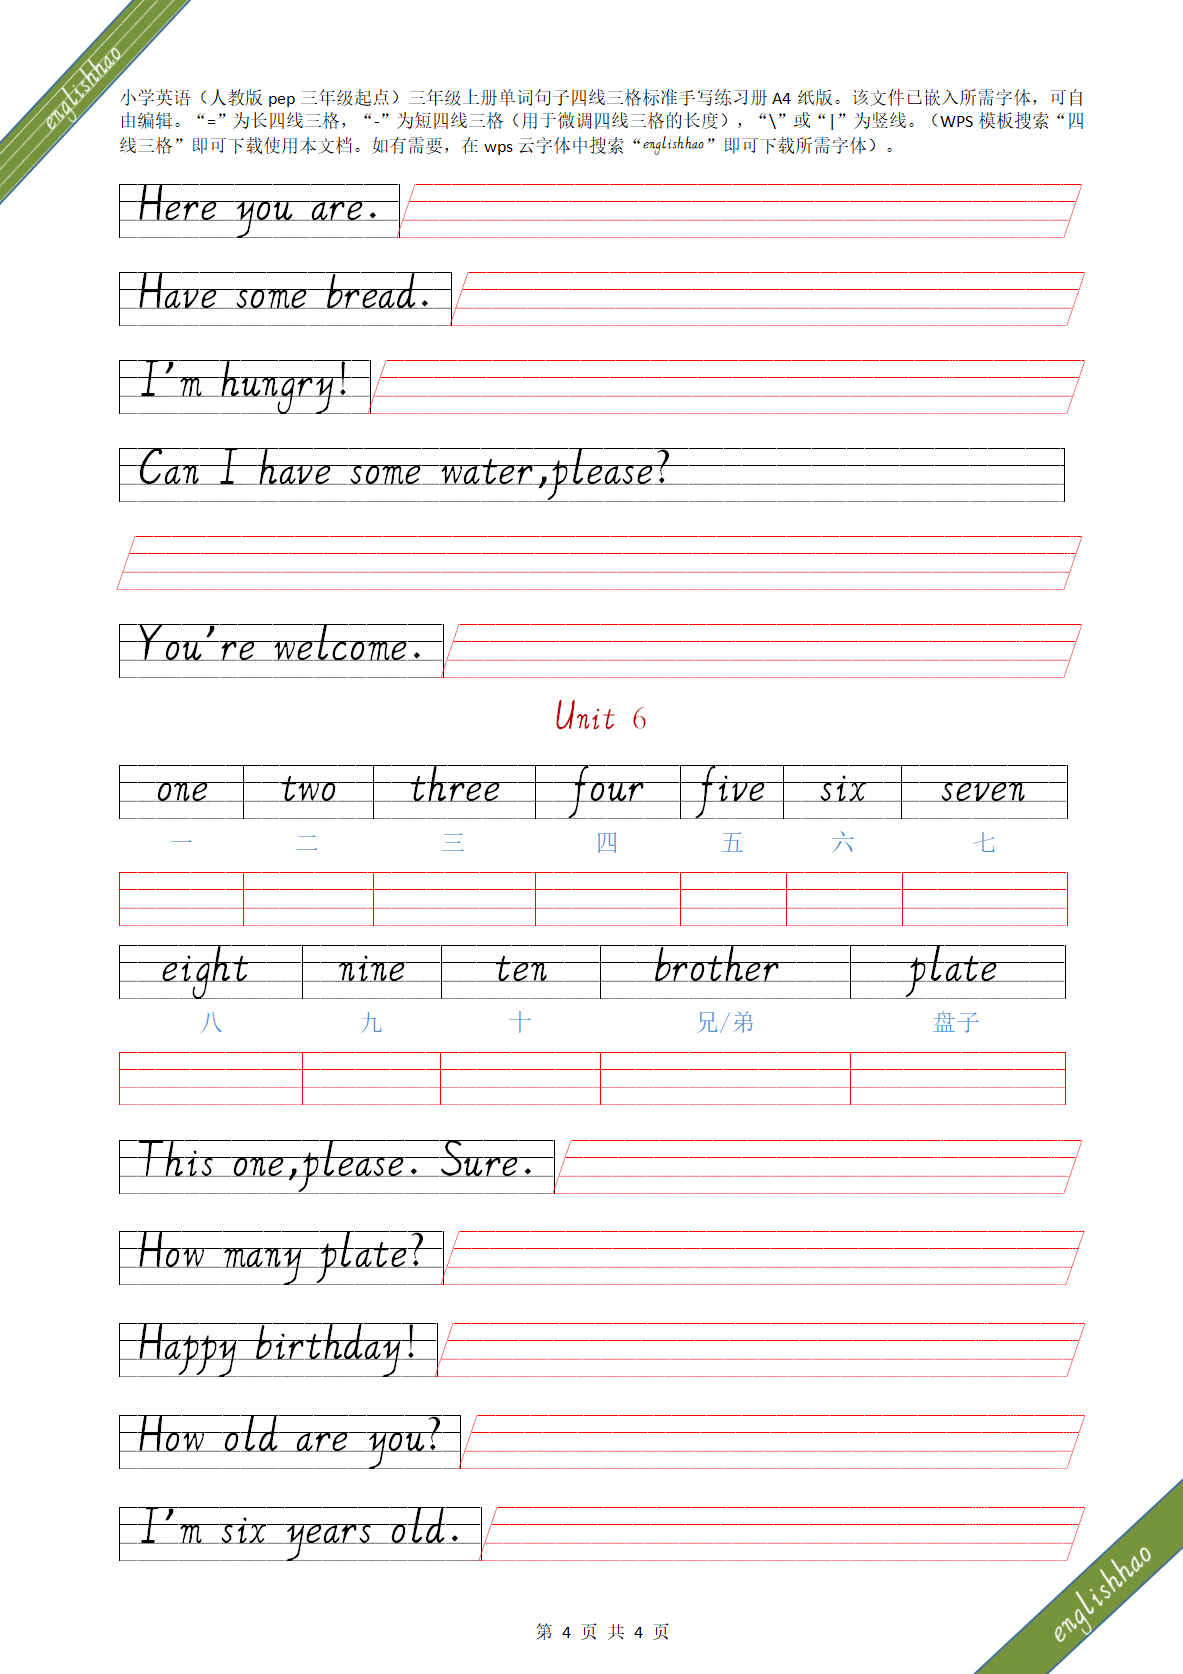 englishhao
小学英语（人教版 pep 三年级起点）三年级上册单词句子四线三格标准手写练习册 A4 纸版。该文件已嵌入所需字体，可自
由编辑。“=”为长四线三格，“-”为短四线三格（用于微调四线三格的长度），“\”或“|”为竖线。（WPS 模板搜索“四
线三格”即可下载使用本文档。如有需要，在 wps 云字体中搜索“englishhao”即可下载所需字体）。
Here you are.
Have some bread.
I'm hungry!
Can I have some water,please?
You're welcome.
Unit 6
one two three four five six seven
一 二 三 四 五 六 七
eight nine ten brother plate
八 九 十 兄/弟 盘子
This one,please. Sure.
How many plate?
Happy birthday!
How old are you?
I'm six years old.
englishhao
第 4 页 共 4 页